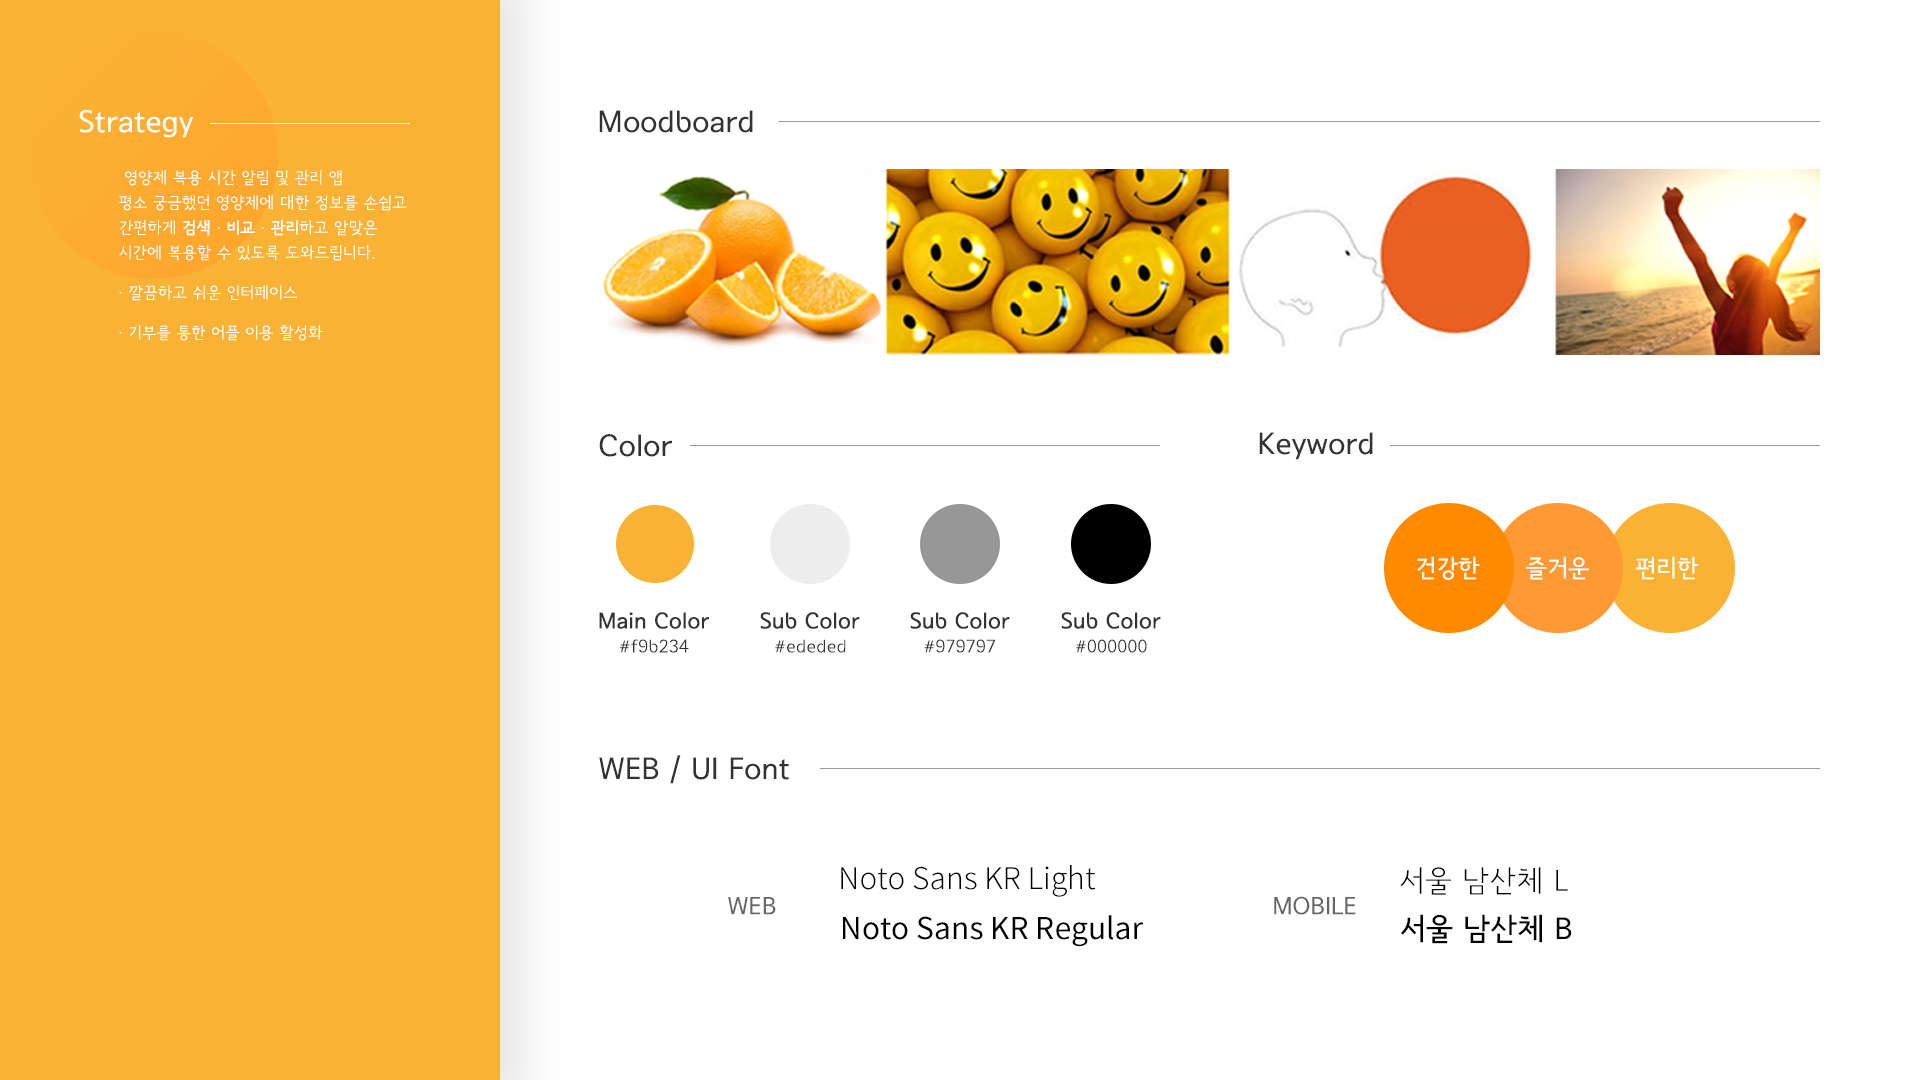 Strategy
영양제 복용 시간 알림 및 관리 앱
평소 궁금했던 영양제에 대한 정보를 손쉽고
간편하게 검색 · 비교 · 관리하고 알맞은
시간에 복용할 수 있도록 도와드립니다.
· 깔끔하고 쉬운 인터페이스
· 기부를 통한 어플 이용 활성화
Moodboard
Color
Main Color
#f9b234
Sub Color
#ededed
Sub Color
#979797
Sub Color
#000000
Keyword
건강한
즐거운
편리한
WEB / UI Font
WEB
Noto Sans KR Light
Noto Sans KR Regular
MOBILE
서울 남산체 L
서울 남산체 B